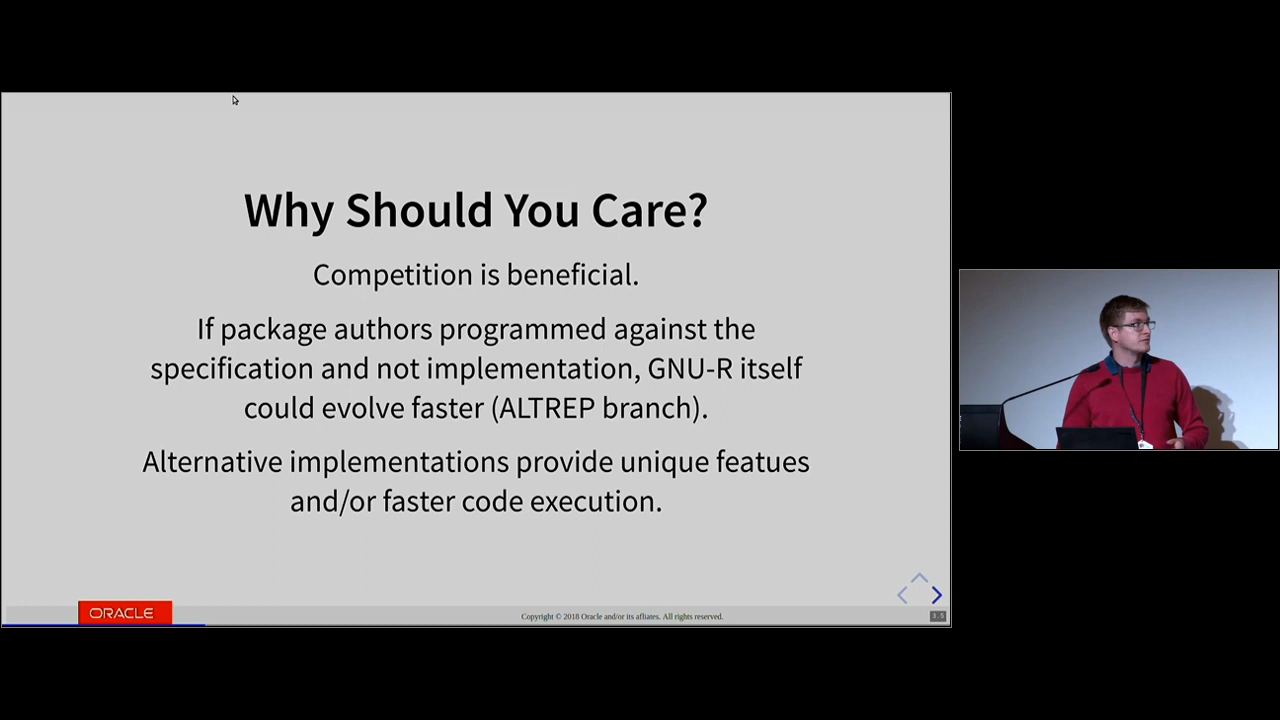 Why Should You Care?
Competition is beneficial.
If package authors programmed against the
specification and not implementation, GNU-R itself
could evolve faster (ALTREP branch).
Alternative implementations provide unique featues
and/or faster code execution.
ORACLE
Copyright © 2018 Oracle and/or its afliates. All rights reserved.